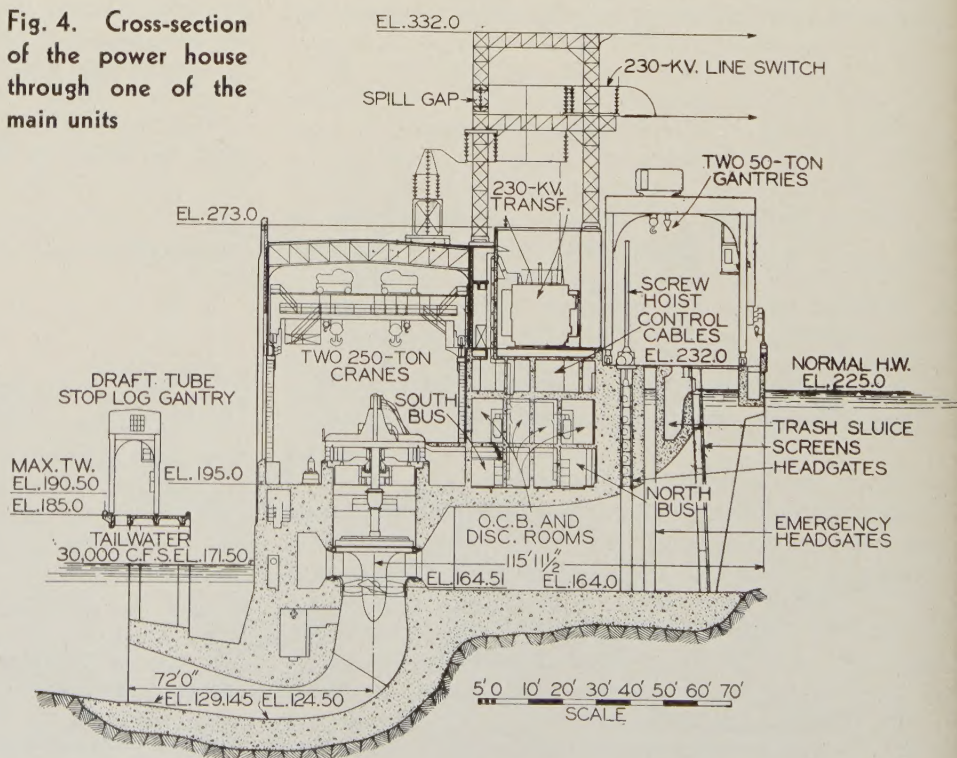 Fig. 4. Cross-section
of the power house
through one of the
main units
EL.332.0
230-KV. LINE SWITCH
SPILL GAP
TWO 50-TON
GANTRIES
230-KV.
TRANSF.
EL.273.0
SCREW
HOIST
CONTROL
CABLES
EL.232.0
TWO 250-TON
CRANES
NORMAL H.W.
EL.225.0
DRAFT TUBE
STOP LOG GANTRY
SOUTH
BUS
TRASH SLUICE
SCREENS
HEADGATES
MAX. TW.
EL.190.50
EL.195.0
EL.185.0
NORTH
BUS
O.C.B. AND
DISC. ROOMS
EMERGENCY
HEADGATES
TAILWATER
30,000 C.F.S. EL.171.50
115' 11 1/2"
EL.164.51
EL.164.0
72'0"
EL.129.145
EL.124.50
5' 0 10' 20' 30' 40' 50' 60' 70'
SCALE